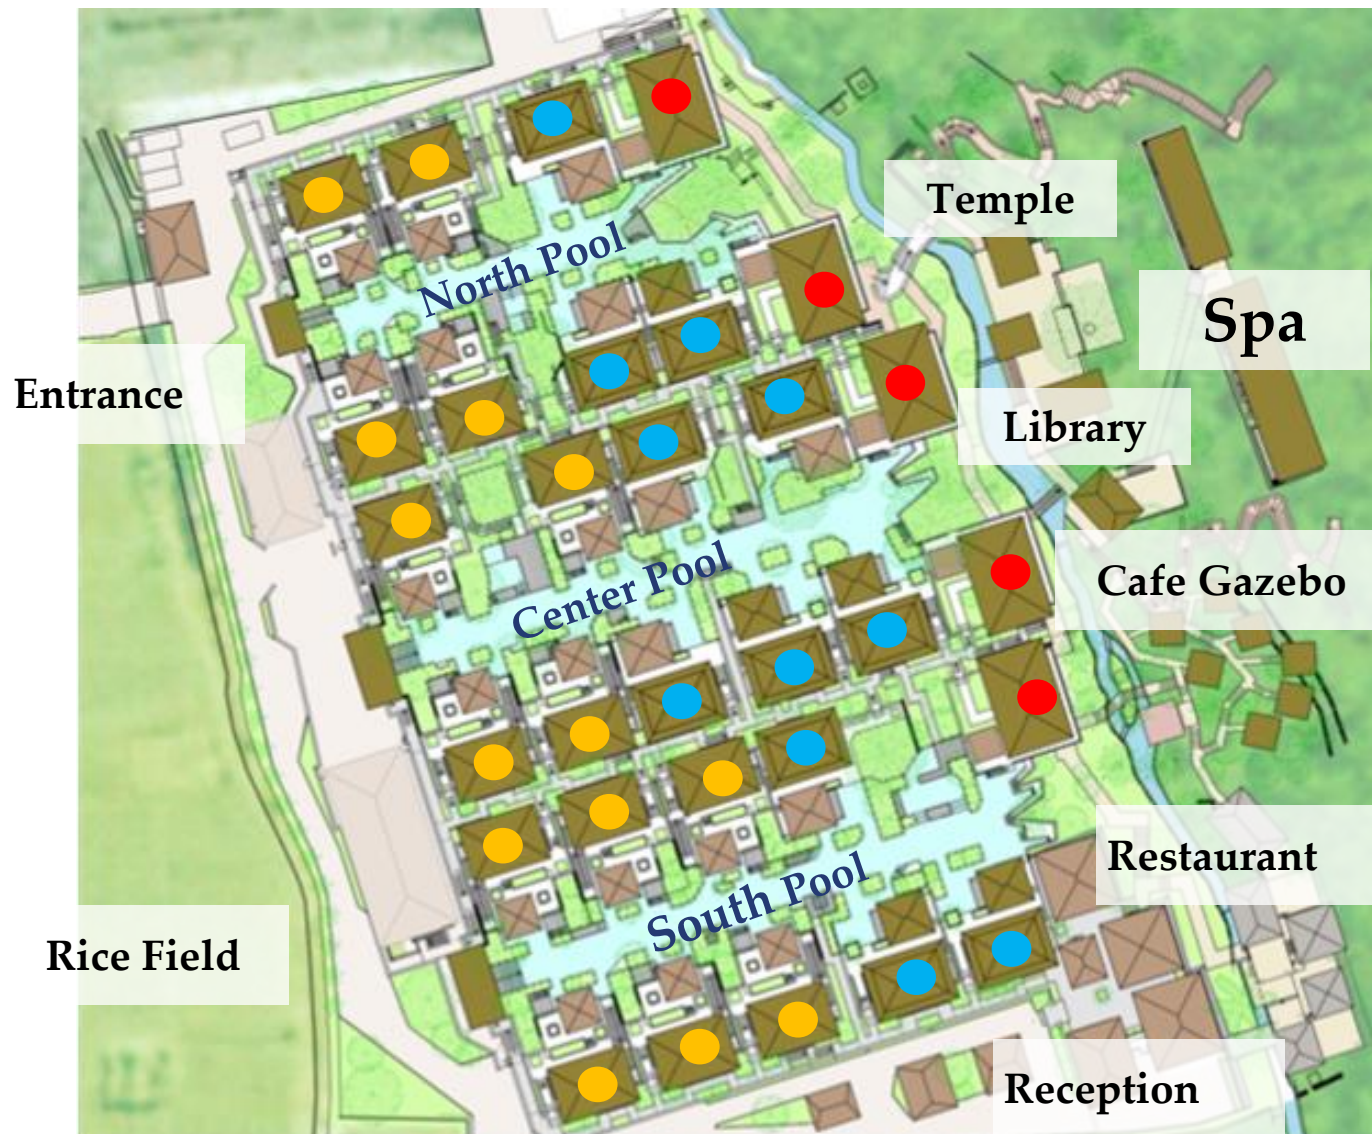 Temple
North Pool
Spa
Entrance
Library
Center Pool
Cafe Gazebo
Restaurant
South Pool
Rice Field
Reception